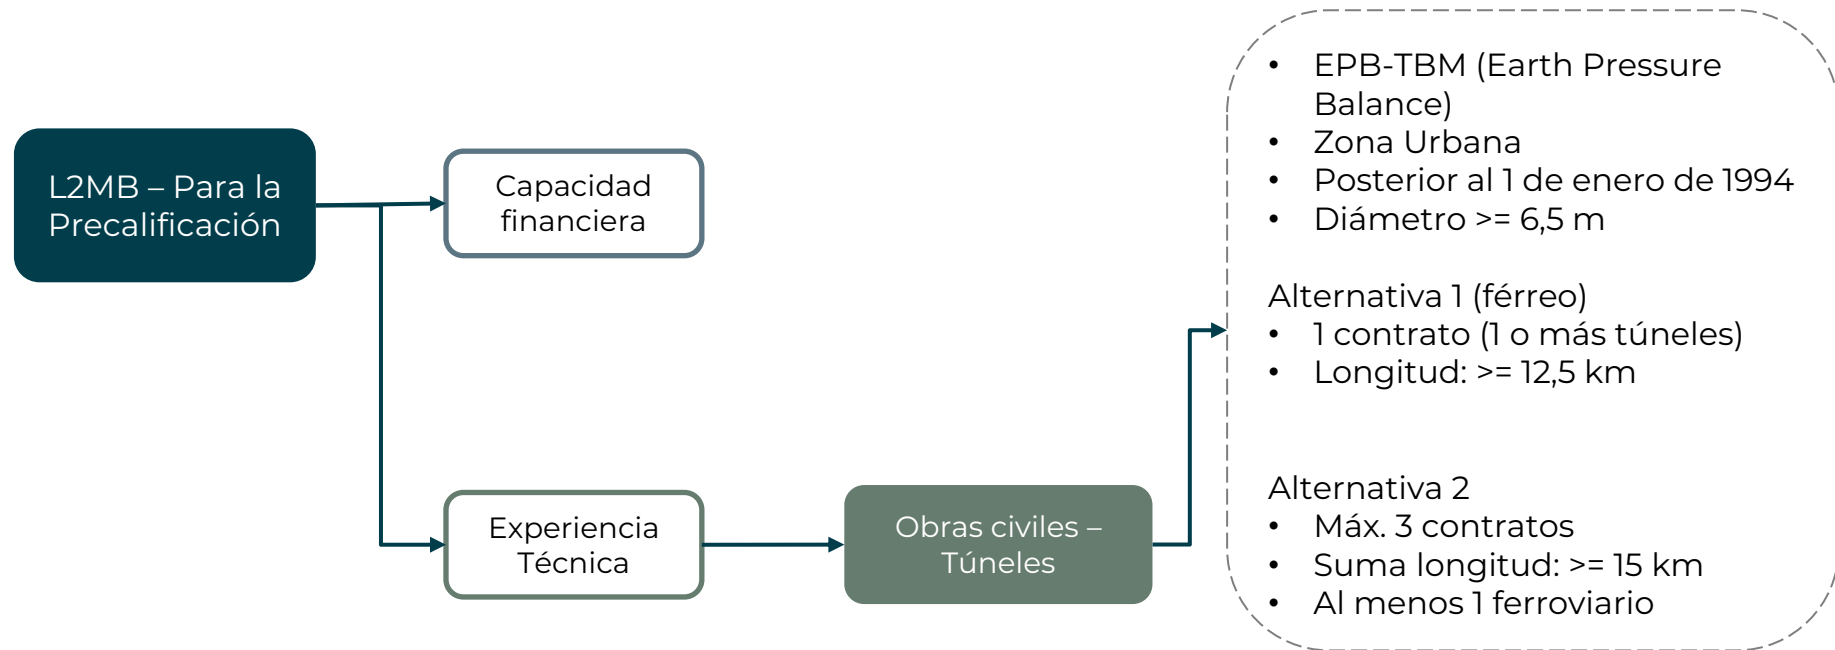 L2MB – Para la
Precalificación
Capacidad
financiera
Experiencia
Técnica
Obras civiles –
Túneles
• EPB-TBM (Earth Pressure
Balance)
• Zona Urbana
• Posterior al 1 de enero de 1994
• Diámetro >= 6,5 m
Alternativa 1 (férreo)
• 1 contrato (1 o más túneles)
• Longitud: >= 12,5 km
Alternativa 2
• Máx. 3 contratos
• Suma longitud: >= 15 km
• Al menos 1 ferroviario